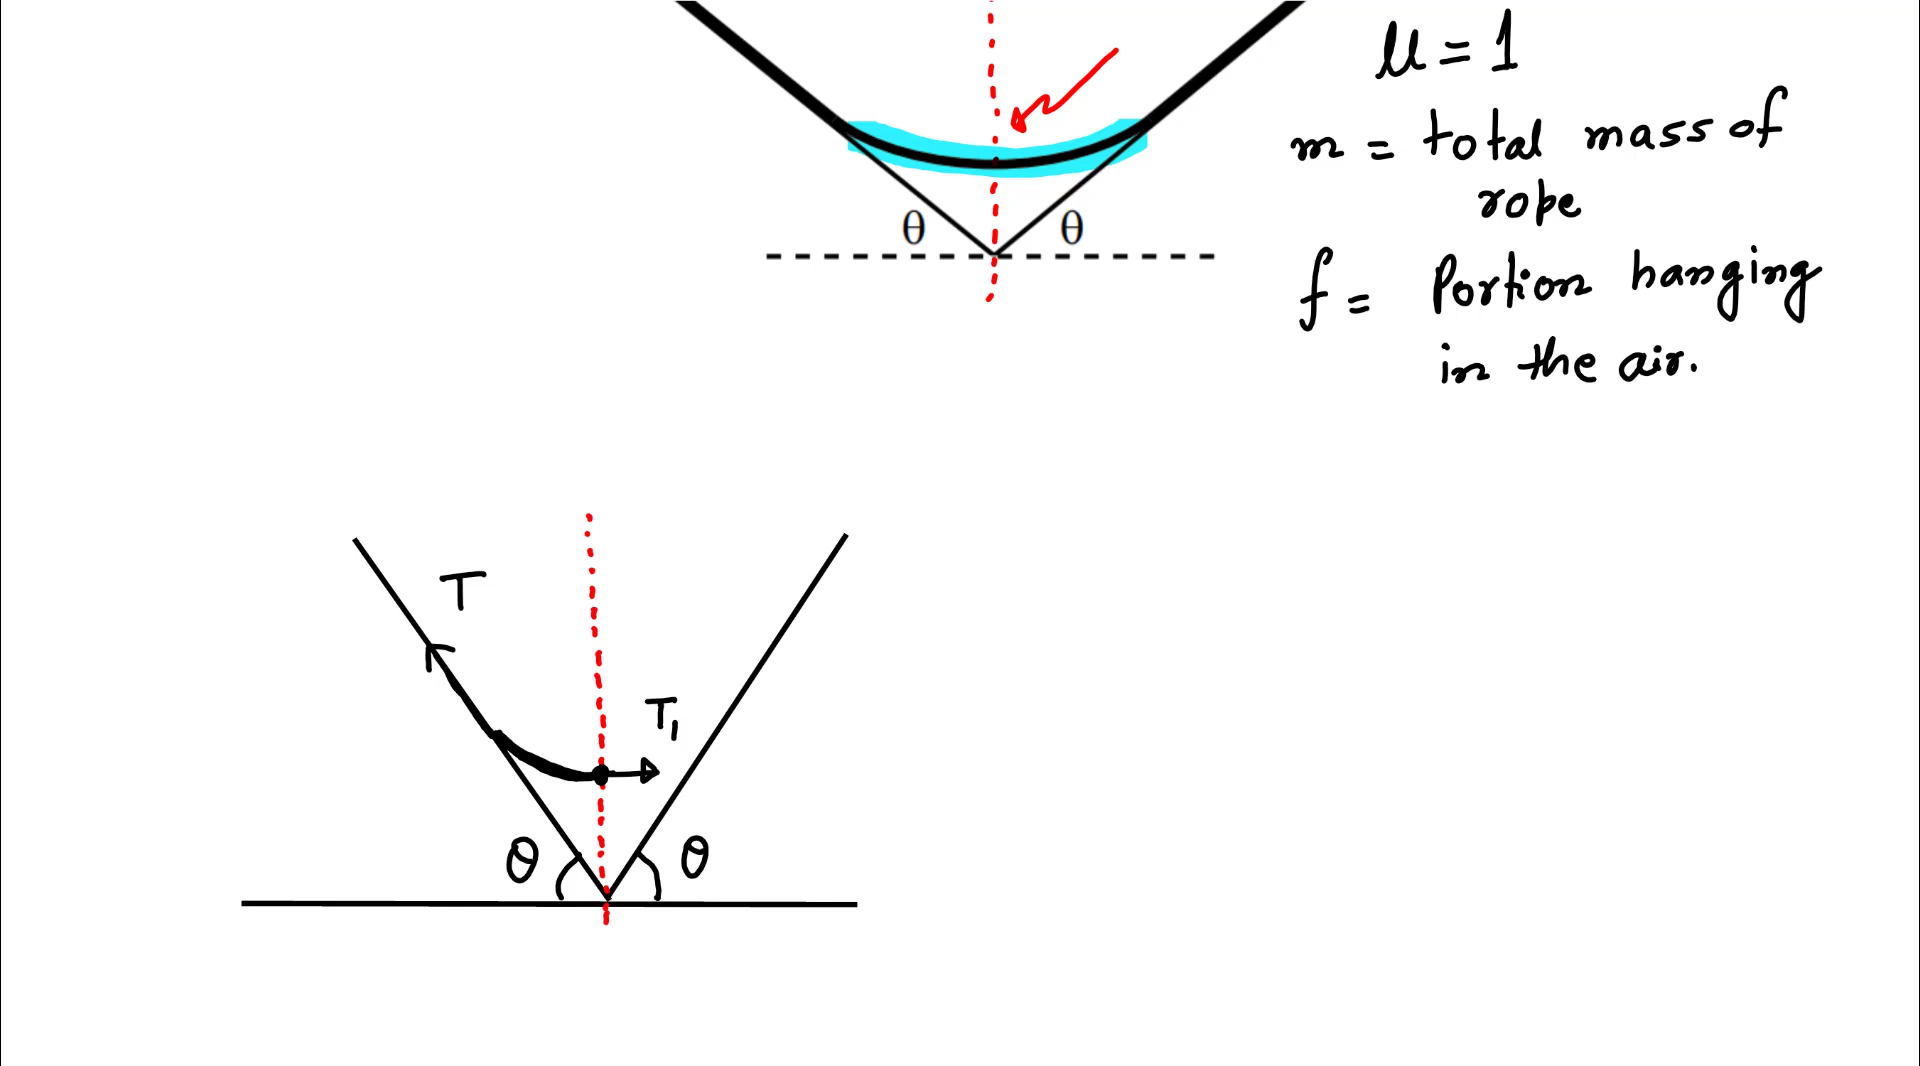 μ = 1
m = total mass of
rope
f = Portion hanging
in the air.
θ θ
T
T₁
θ θ